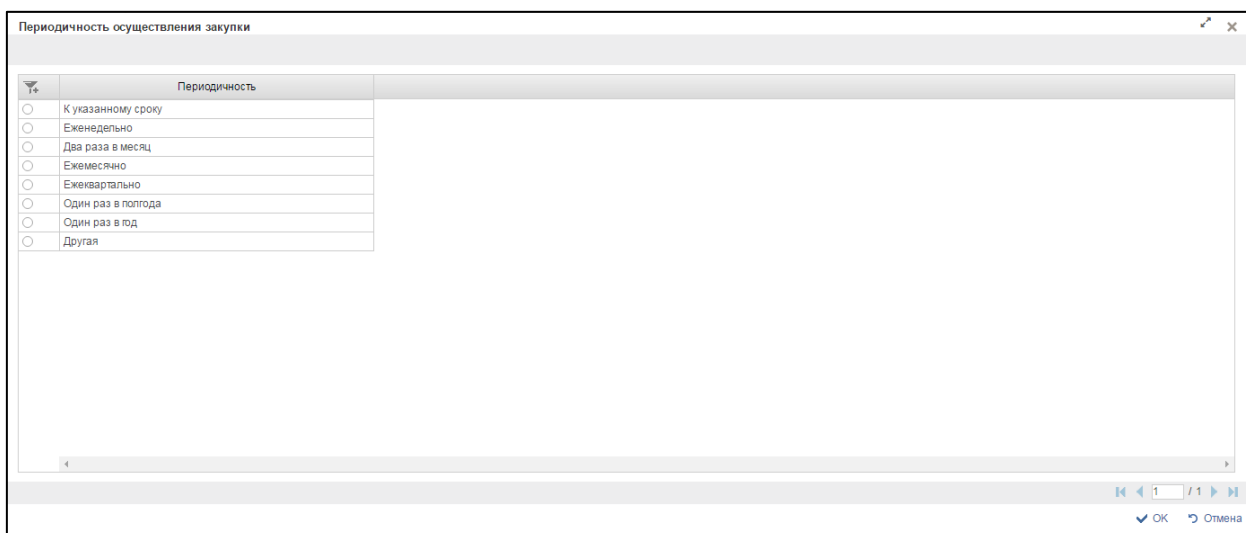 Периодичность осуществления закупки
Периодичность
К указанному сроку
Еженедельно
Два раза в месяц
Ежемесячно
Ежеквартально
Один раз в полгода
Один раз в год
Другая
1 / 1
OK Отмена